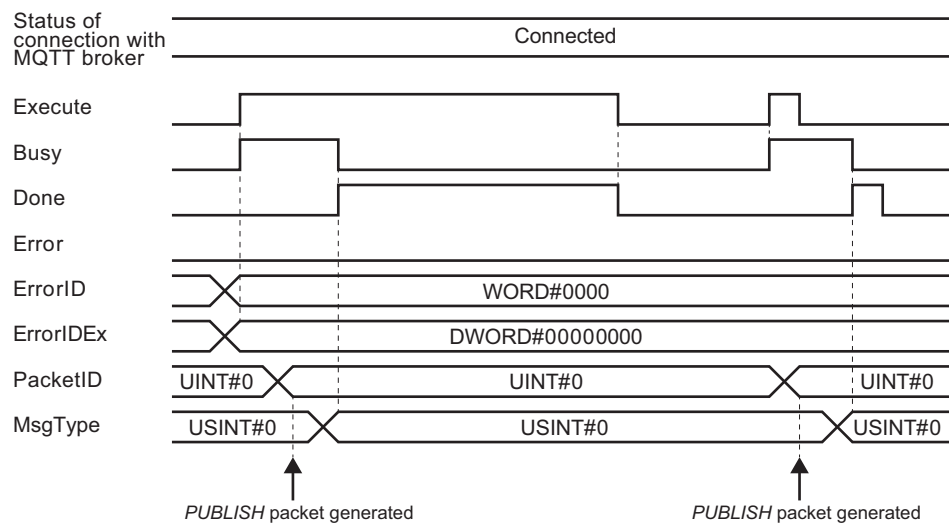 Status of
connection with
MQTT broker
Connected
Execute
Busy
Done
Error
ErrorID
WORD#0000
ErrorIDEx
DWORD#00000000
PacketID
UINT#0
UINT#0
UINT#0
MsgType
USINT#0
USINT#0
USINT#0
PUBLISH packet generated
PUBLISH packet generated